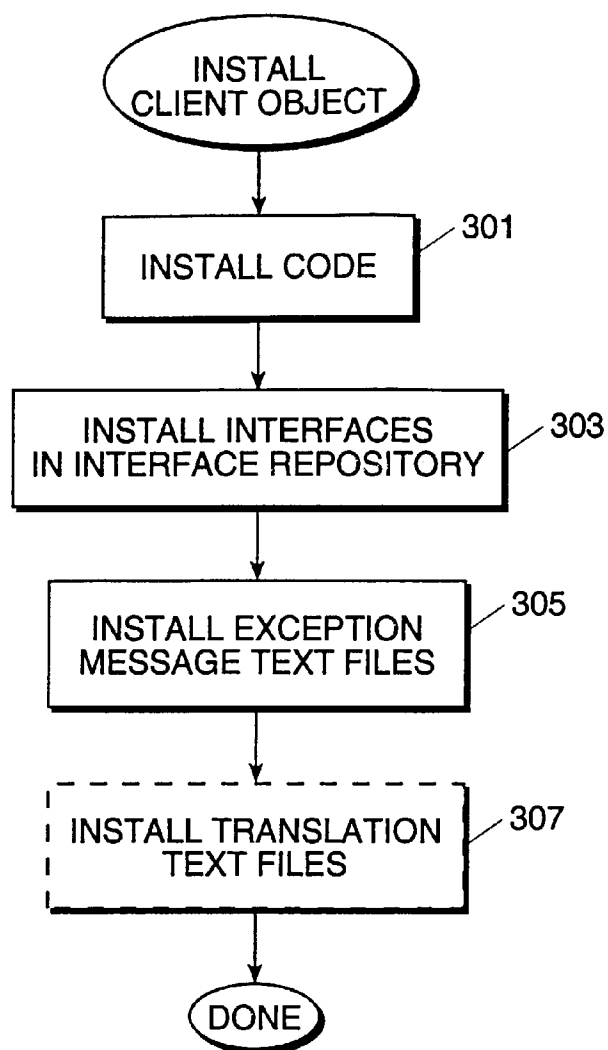 INSTALL
CLIENT OBJECT
301
INSTALL CODE
303
INSTALL INTERFACES
IN INTERFACE REPOSITORY
305
INSTALL EXCEPTION
MESSAGE TEXT FILES
307
INSTALL TRANSLATION
TEXT FILES
DONE